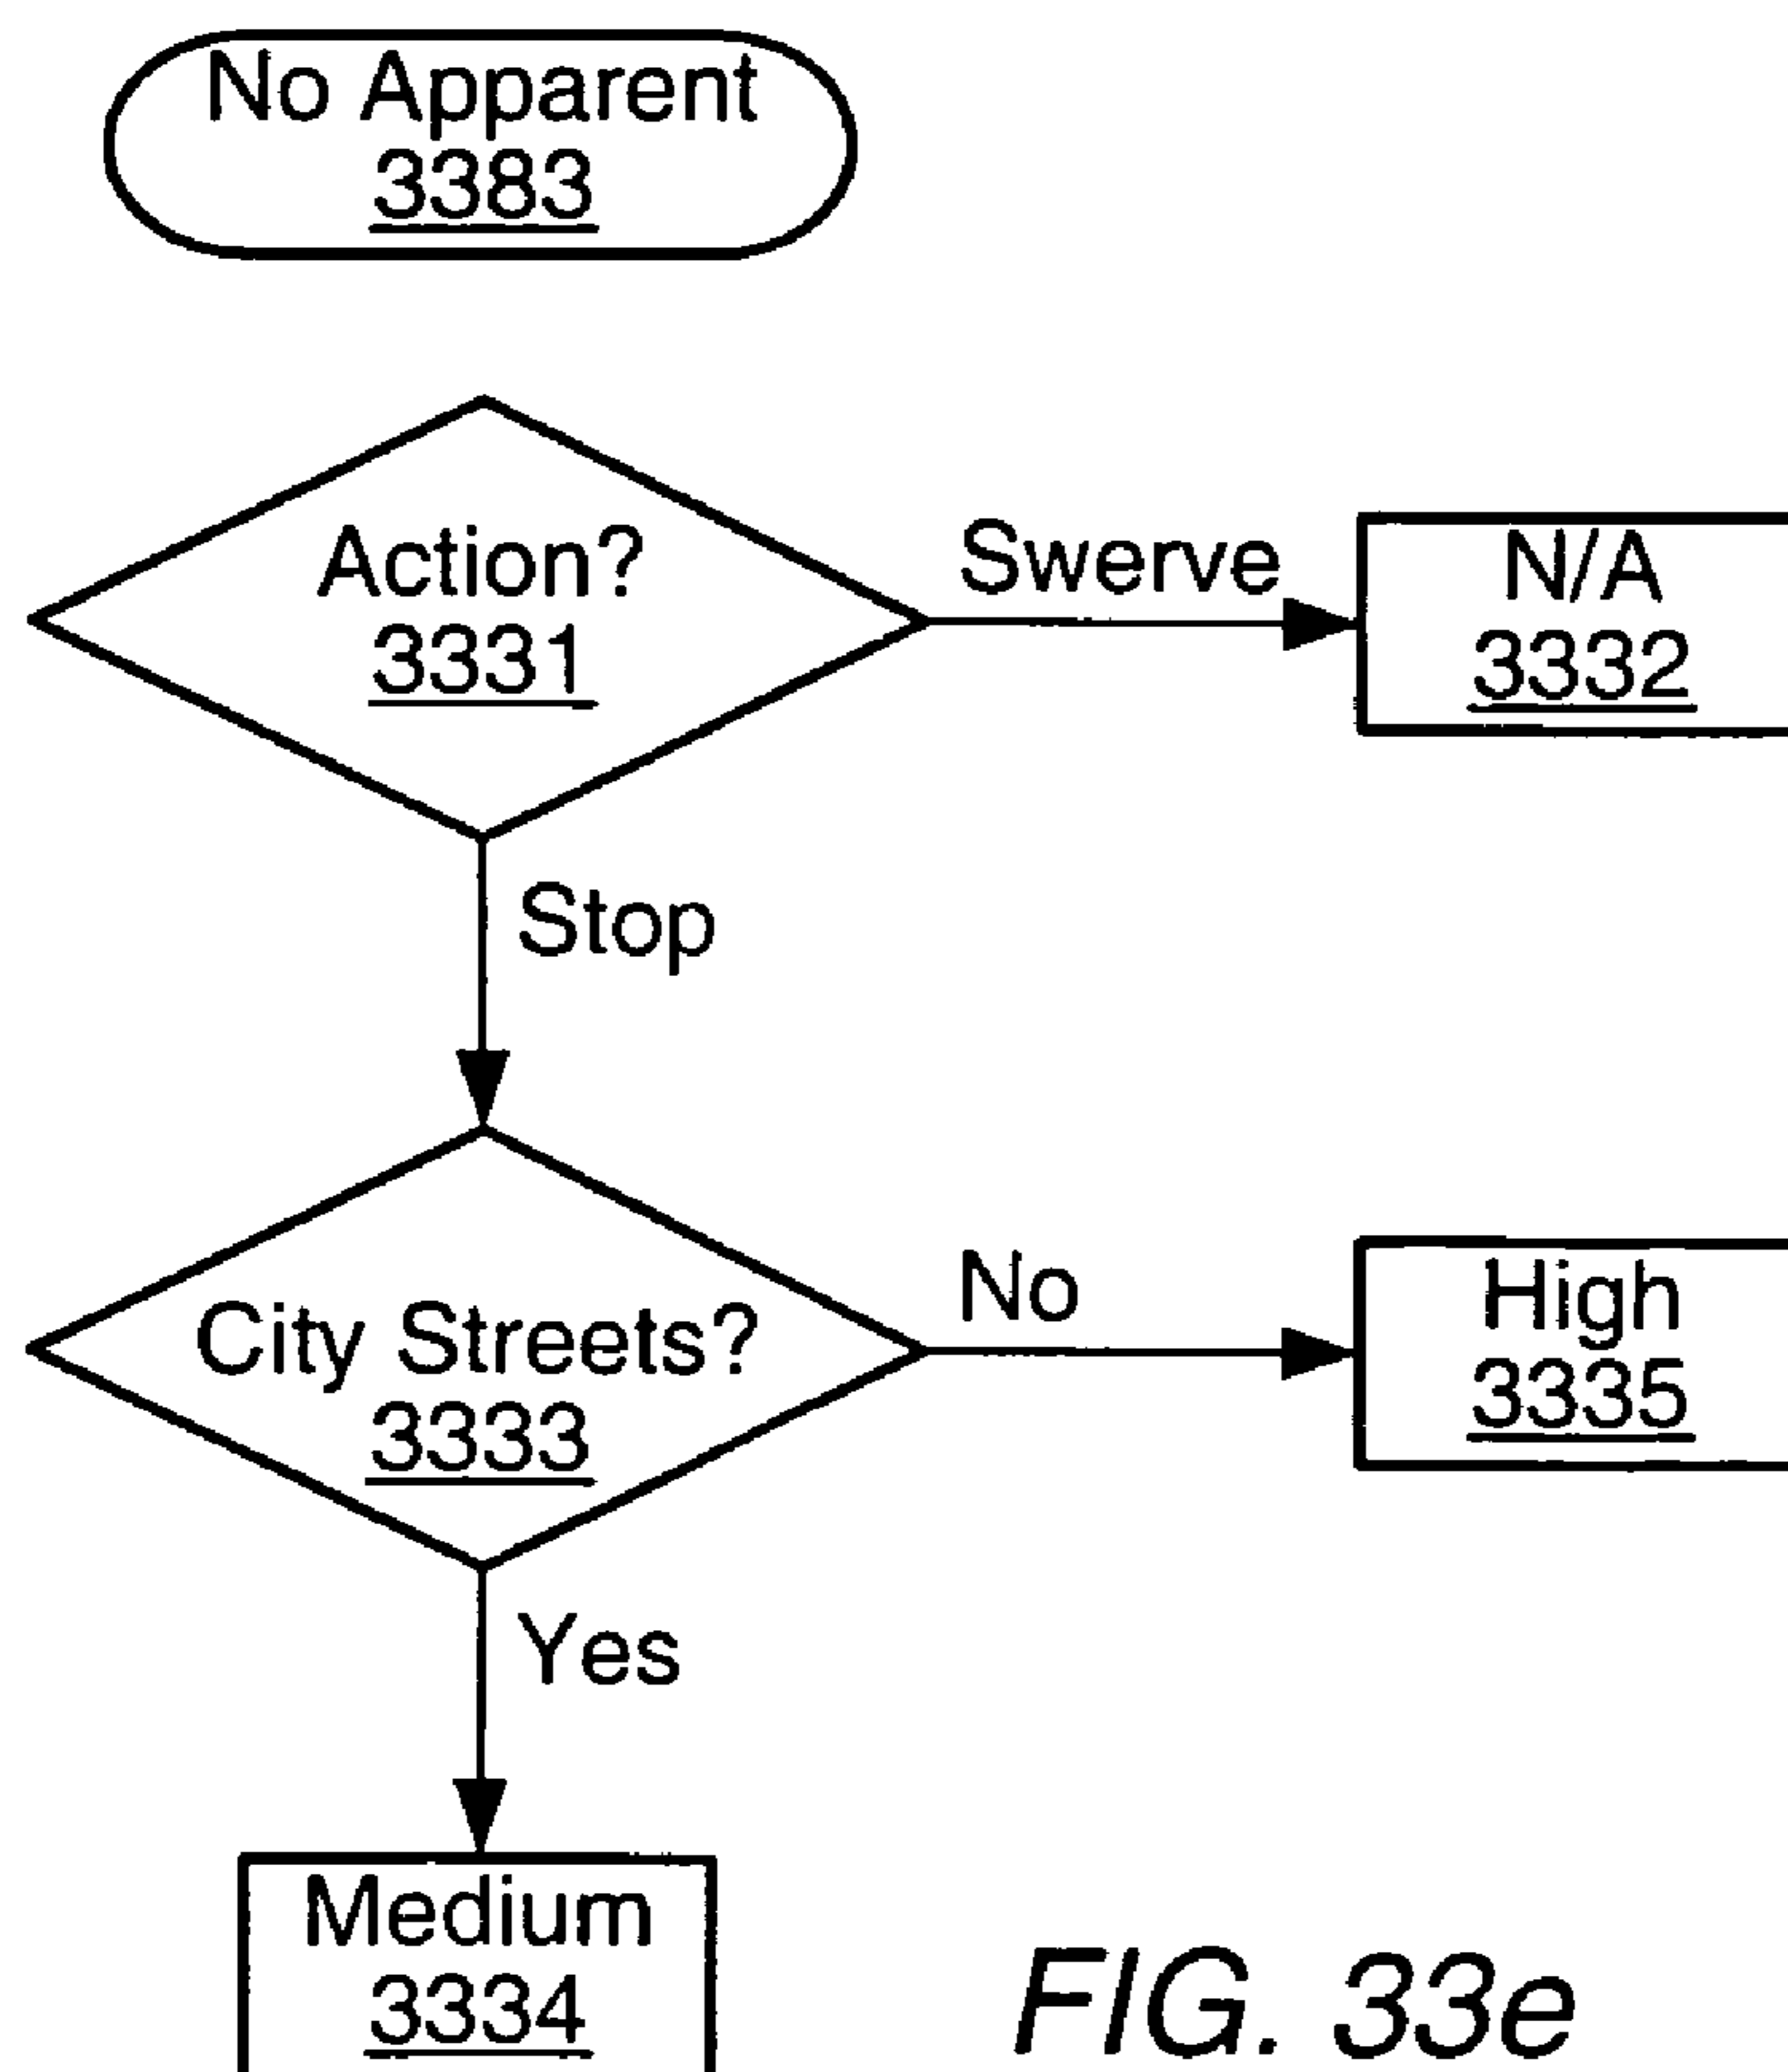 No Apparent
3383
Action?
3331
Swerve
N/A
3332
Stop
City Streets?
3333
No
High
3335
Yes
Medium
3334
FIG. 33e